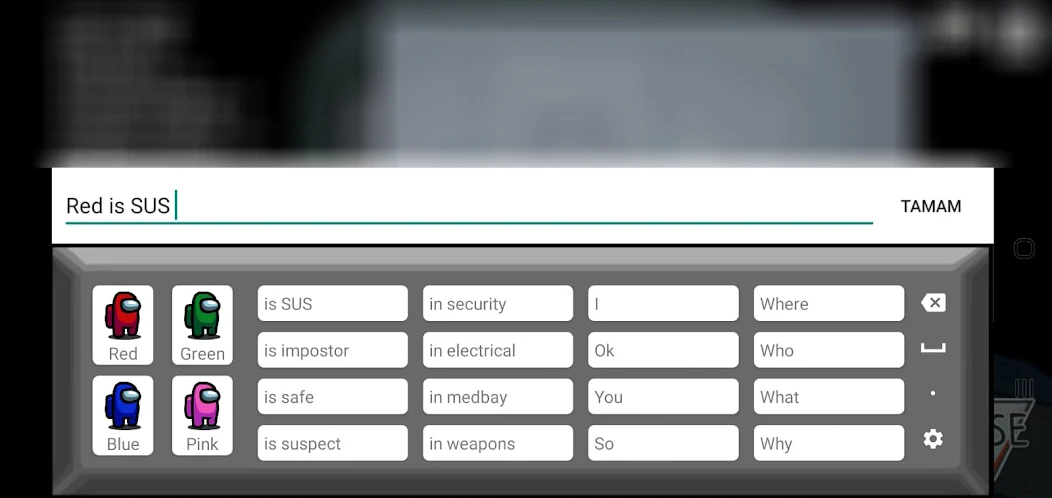 Red is SUS
TAMAM
Red
Green
Blue
Pink
is SUS
in security
I
Where
is impostor
in electrical
Ok
Who
is safe
in medbay
You
What
is suspect
in weapons
So
Why
.
SE